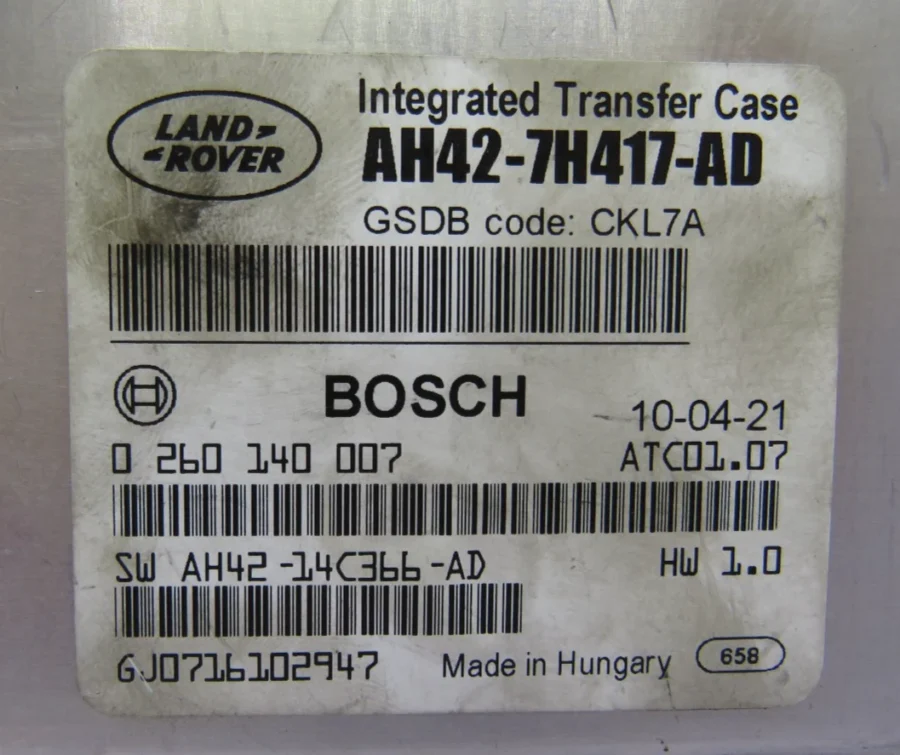 LAND
ROVER
Integrated Transfer Case
AH42-7H417-AD
GSDB code: CKL7A
BOSCH
10-04-21
0 260 140 007
ATC01.07
SW AH42-14C366-AD
HW 1.0
GJ0716102947
Made in Hungary
658